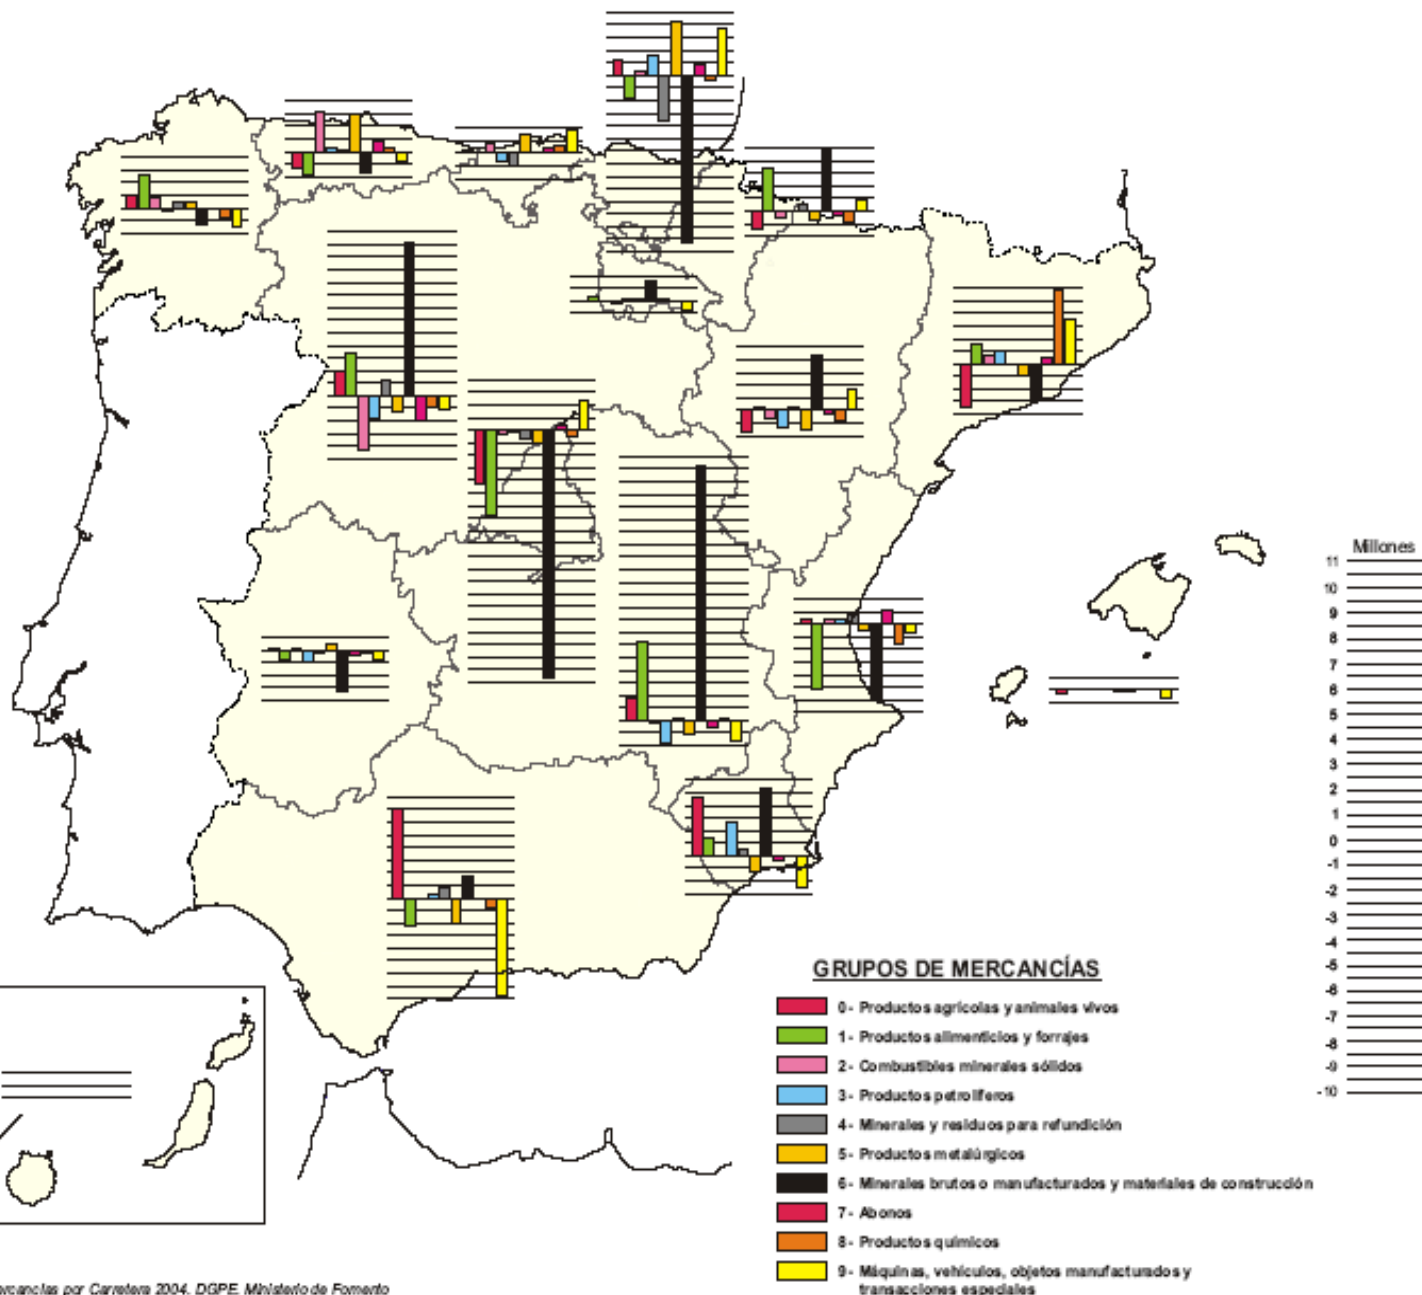 Millones
11
10
9
8
7
6
5
4
3
2
1
0
-1
-2
-3
-4
-5
-6
-7
-8
-9
-10
GRUPOS DE MERCANCÍAS
0- Productos agrícolas y animales vivos
1- Productos alimenticios y forrajes
2- Combustibles minerales sólidos
3- Productos petrolíferos
4- Minerales y residuos para refundición
5- Productos metalúrgicos
6- Minerales brutos o manufacturados y materiales de construcción
7- Abonos
8- Productos químicos
9- Máquinas, vehículos, objetos manufacturados y
transacciones especiales
ercancías por Carretera 2004. DGPE. Ministerio de Fomento